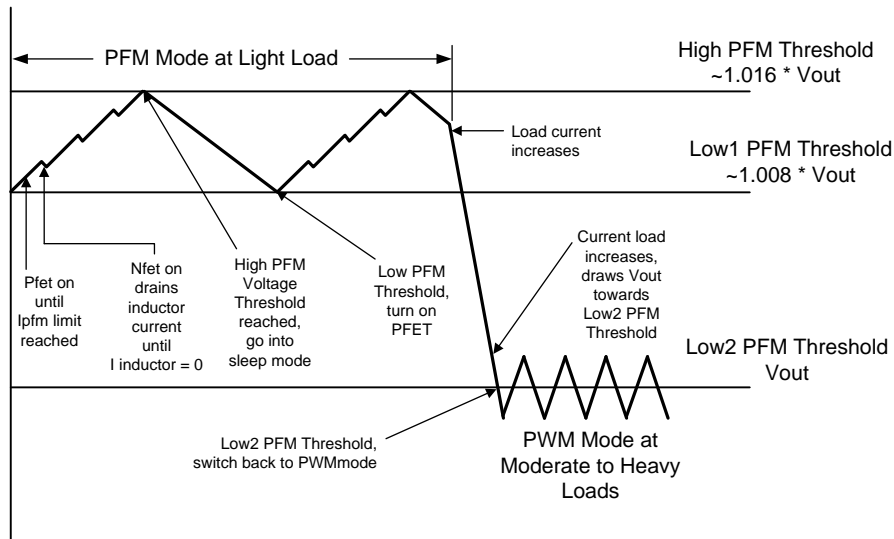 PFM Mode at Light Load
High PFM Threshold
~1.016 * Vout
Load current
increases
Low1 PFM Threshold
~1.008 * Vout
Pfet on
until
Ipfm limit
reached
Nfet on
drains
inductor
current
until
I inductor = 0
High PFM
Voltage
Threshold
reached,
go into
sleep mode
Low PFM
Threshold,
turn on
PFET
Current load
increases,
draws Vout
towards
Low2 PFM
Threshold
Low2 PFM Threshold
Vout
Low2 PFM Threshold,
switch back to PWMmode
PWM Mode at
Moderate to Heavy
Loads